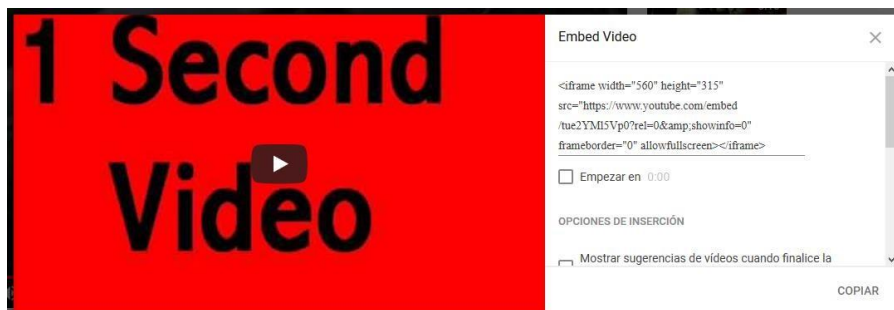 1 Second
Video
Embed Video
<iframe width="560" height="315"
src="https://www.youtube.com/embed
/tue2YMl5Vp0?rel=0&amp;showinfo=0"
frameborder="0" allowfullscreen></iframe>
Empezar en 0:00
OPCIONES DE INSERCIÓN
Mostrar sugerencias de vídeos cuando finalice la
COPIAR